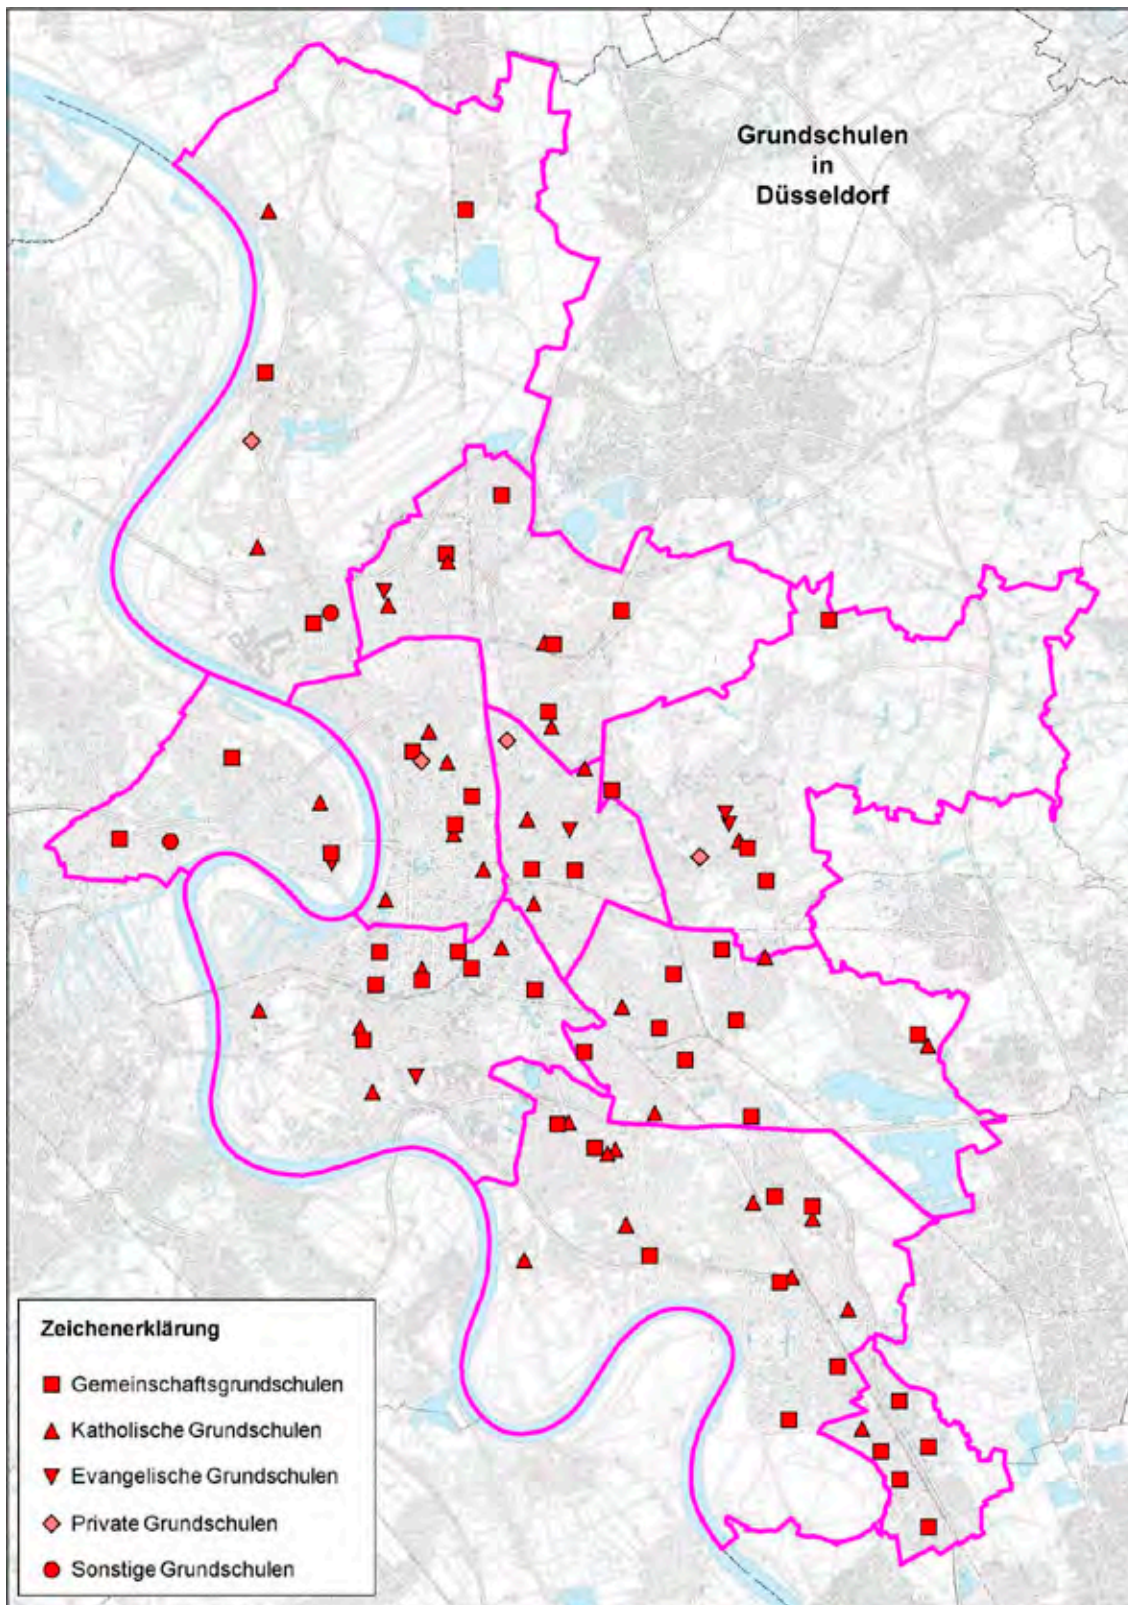 Grundschulen
in
Düsseldorf
Zeichenerklärung
Gemeinschaftsgrundschulen
Katholische Grundschulen
Evangelische Grundschulen
Private Grundschulen
Sonstige Grundschulen